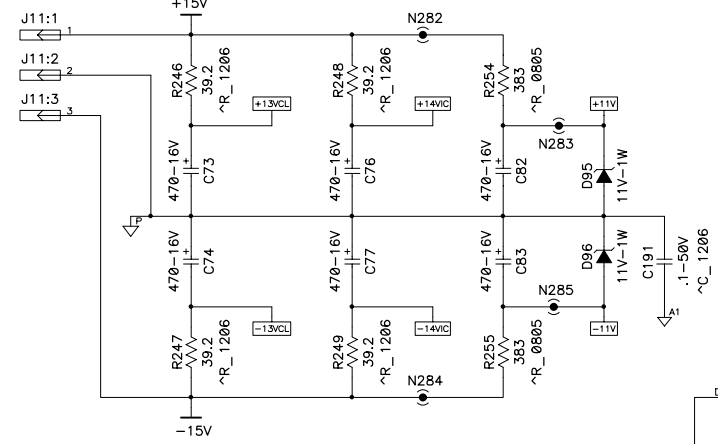 +15V
J11:1
1
N282
J11:2
2
R246
39.2
^R_1206
R248
39.2
^R_1206
R254
383
^R_0805
J11:3
3
+13VCL
+14VIC
+11V
N283
470-16V
+
C73
470-16V
+
C76
470-16V
+
C82
D95
11V-1W
P
470-16V
+
C74
470-16V
+
C77
470-16V
+
C83
D96
11V-1W
C191
.1-50V
^C_1206
N285
A1
-13VCL
-14VIC
-11V
R247
39.2
^R_1206
R249
39.2
^R_1206
R255
383
^R_0805
N284
-15V